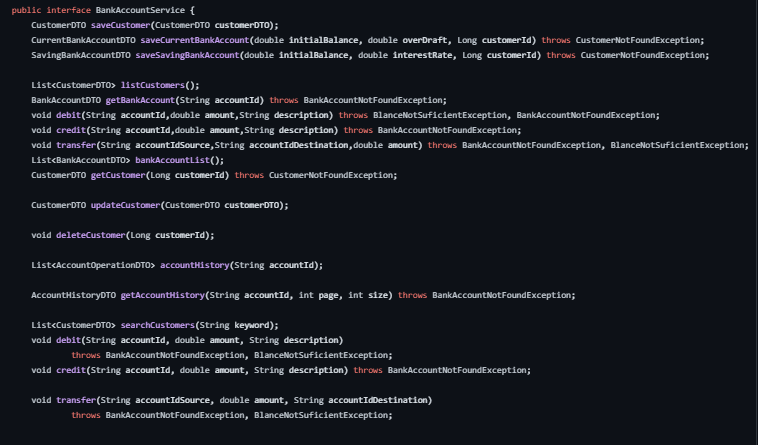 public interface BankAccountService {
CustomerDTO saveCustomer(CustomerDTO customerDTO);
CurrentBankAccountDTO saveCurrentBankAccount(double initialBalance, double overDraft, Long customerId) throws CustomerNotFoundException;
SavingBankAccountDTO saveSavingBankAccount(double initialBalance, double interestRate, Long customerId) throws CustomerNotFoundException;
List<CustomerDTO> listCustomers();
BankAccountDTO getBankAccount(String accountId) throws BankAccountNotFoundException;
void debit(String accountId,double amount,String description) throws BlanceNotSufficientException, BankAccountNotFoundException;
void credit(String accountId,double amount,String description) throws BankAccountNotFoundException;
void transfer(String accountIdSource,String accountIdDestination,double amount) throws BankAccountNotFoundException, BlanceNotSuficientException;
List<BankAccountDTO> bankAccountList();
CustomerDTO getCustomer(Long customerId) throws CustomerNotFoundException;
CustomerDTO updateCustomer(CustomerDTO customerDTO);
void deleteCustomer(Long customerId);
List<AccountOperationDTO> accountHistory(String accountId);
AccountHistoryDTO getAccountHistory(String accountId, int page, int size) throws BankAccountNotFoundException;
List<CustomerDTO> searchCustomers(String keyword);
void debit(String accountId, double amount, String description)
throws BankAccountNotFoundException, BlanceNotSuficientException;
void credit(String accountId, double amount, String description) throws BankAccountNotFoundException;
void transfer(String accountIdSource, double amount, String accountIdDestination)
throws BankAccountNotFoundException, BlanceNotSuficientException;